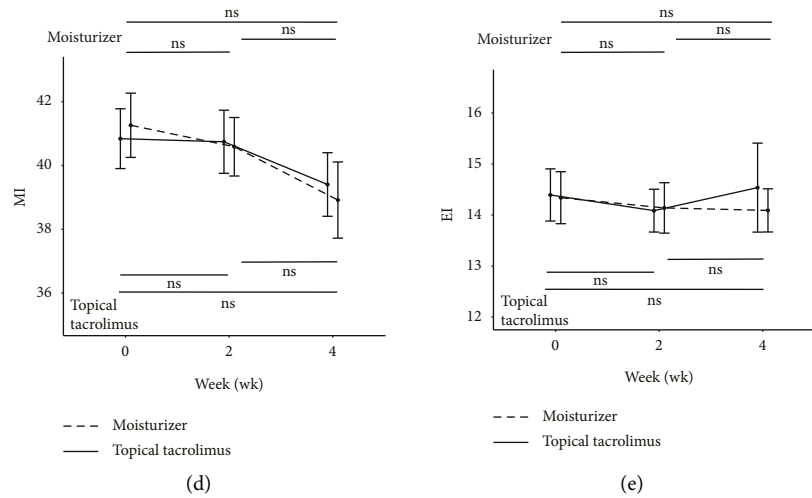 ns
Moisturizer
ns
ns
42
40
MI
38
36
ns
ns
ns
Topical
tacrolimus
0
2
4
Week (wk)
Moisturizer
Topical tacrolimus
(d)
ns
Moisturizer
ns
ns
16
15
EI
14
13
12
ns
ns
ns
Topical
tacrolimus
0
2
4
Week (wk)
Moisturizer
Topical tacrolimus
(e)